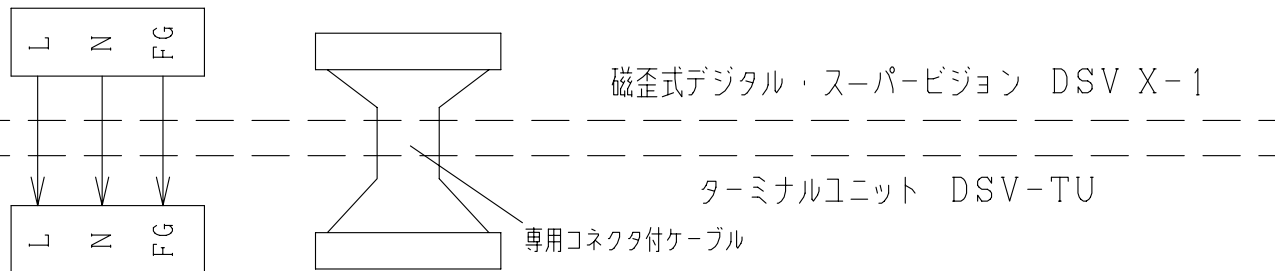 L N FG
磁歪式デジタル・スーパービジョン DSV X-1
ターミナルユニット DSV-TU
L N FG
専用コネクタ付ケーブル